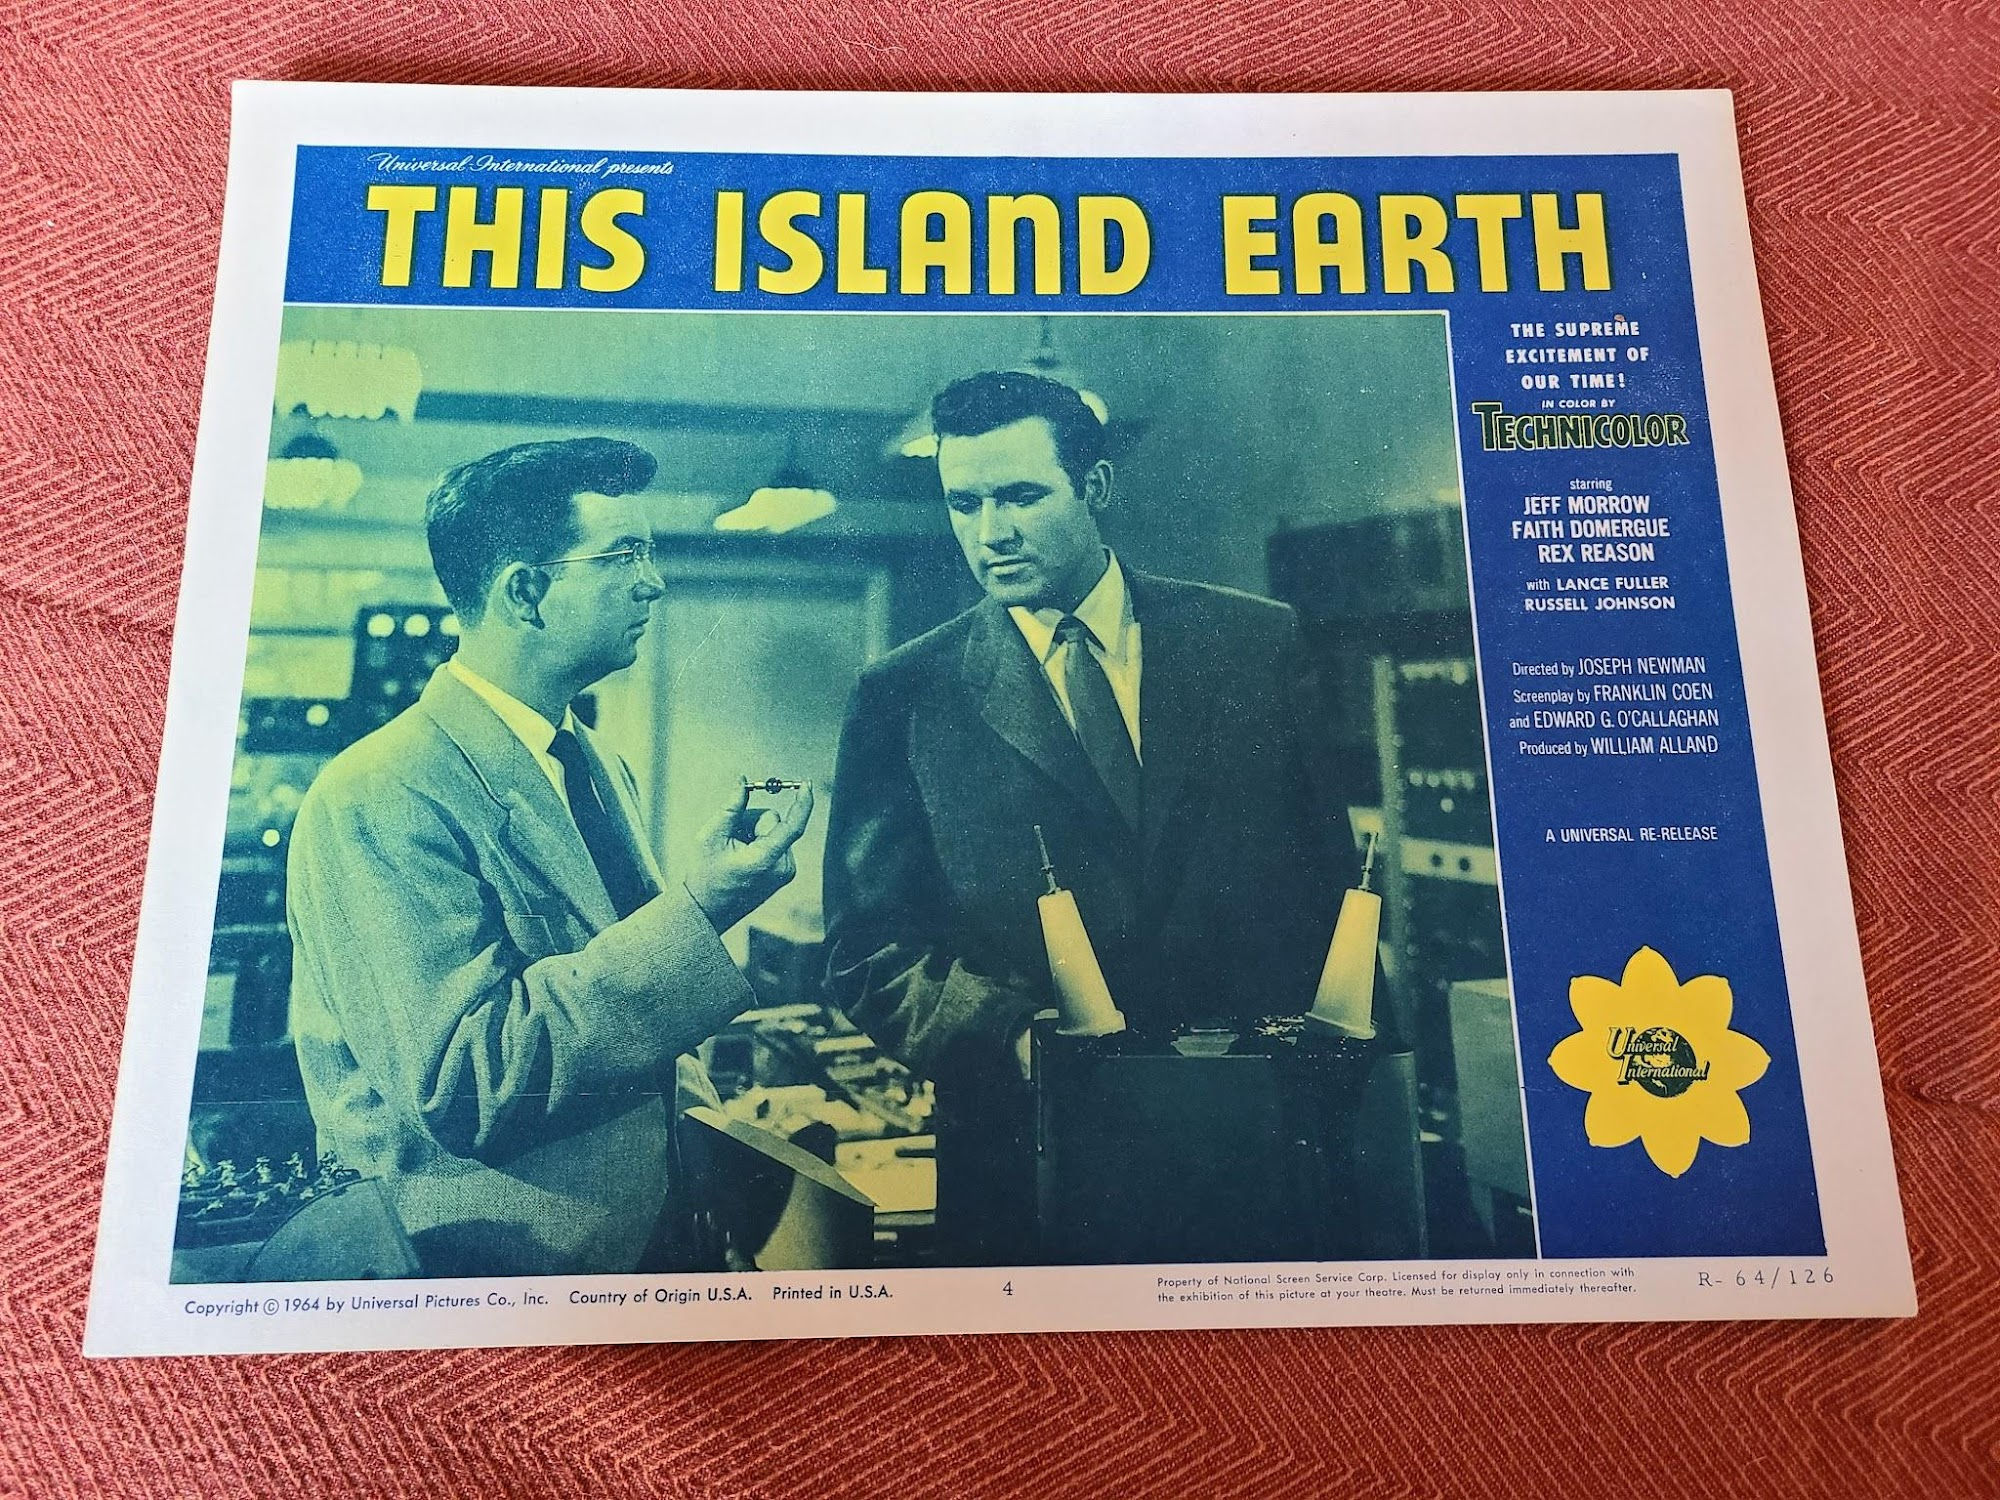 Universal-International presents
THIS ISLAND EARTH
THE SUPREME
EXCITEMENT OF
OUR TIME!
IN COLOR BY
TECHNICOLOR
starring
JEFF MORROW
FAITH DOMERGUE
REX REASON
with LANCE FULLER
RUSSELL JOHNSON
Directed by JOSEPH NEWMAN
Screenplay by FRANKLIN COEN
and EDWARD G. O'CALLAGHAN
Produced by WILLIAM ALLAND
A UNIVERSAL RE-RELEASE
Universal
International
Copyright © 1964 by Universal Pictures Co., Inc. Country of Origin U.S.A. Printed in U.S.A.
4
Property of National Screen Service Corp. Licensed for display only in connection with
the exhibition of this picture at your theatre. Must be returned immediately thereafter.
R- 64/126